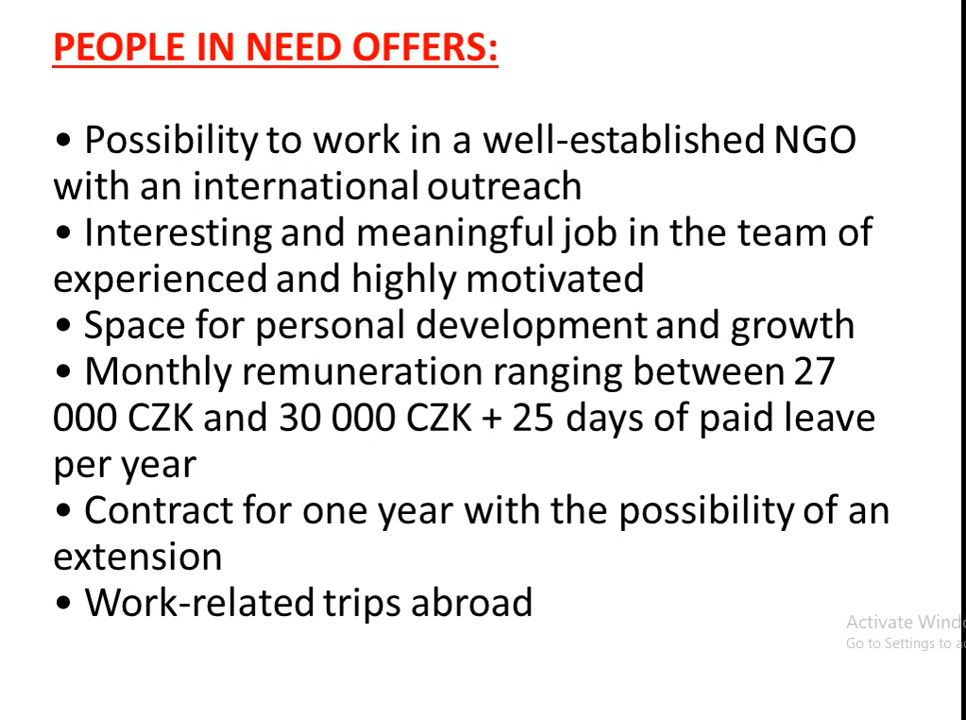 PEOPLE IN NEED OFFERS:
• Possibility to work in a well-established NGO
with an international outreach
• Interesting and meaningful job in the team of
experienced and highly motivated
• Space for personal development and growth
• Monthly remuneration ranging between 27
000 CZK and 30 000 CZK + 25 days of paid leave
per year
• Contract for one year with the possibility of an
extension
• Work-related trips abroad
Activate Windo
Go to Settings to a